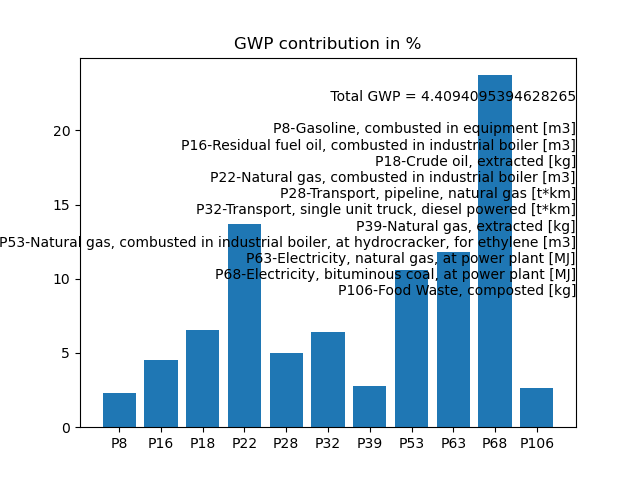 GWP contribution in %
Total GWP = 4.4094095394628265
P8-Gasoline, combusted in equipment [m3]
P16-Residual fuel oil, combusted in industrial boiler [m3]
P18-Crude oil, extracted [kg]
P22-Natural gas, combusted in industrial boiler [m3]
P28-Transport, pipeline, natural gas [t*km]
P32-Transport, single unit truck, diesel powered [t*km]
P39-Natural gas, extracted [kg]
P53-Natural gas, combusted in industrial boiler, at hydrocracker, for ethylene [m3]
P63-Electricity, natural gas, at power plant [MJ]
P68-Electricity, bituminous coal, at power plant [MJ]
P106-Food Waste, composted [kg]
20
15
10
5
0
P8 P16 P18 P22 P28 P32 P39 P53 P63 P68 P106